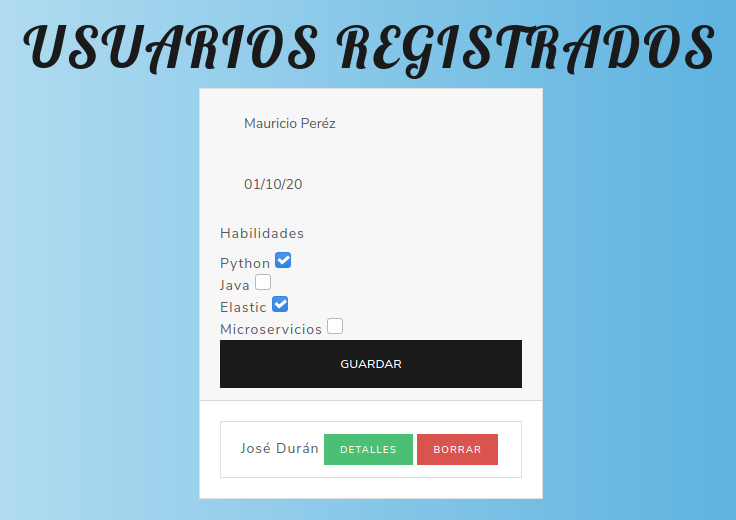 USUARIOS REGISTRADOS
Mauricio Peréz
01/10/20
Habilidades
Python
Java
Elastic
Microservicios
GUARDAR
José Durán DETALLES BORRAR